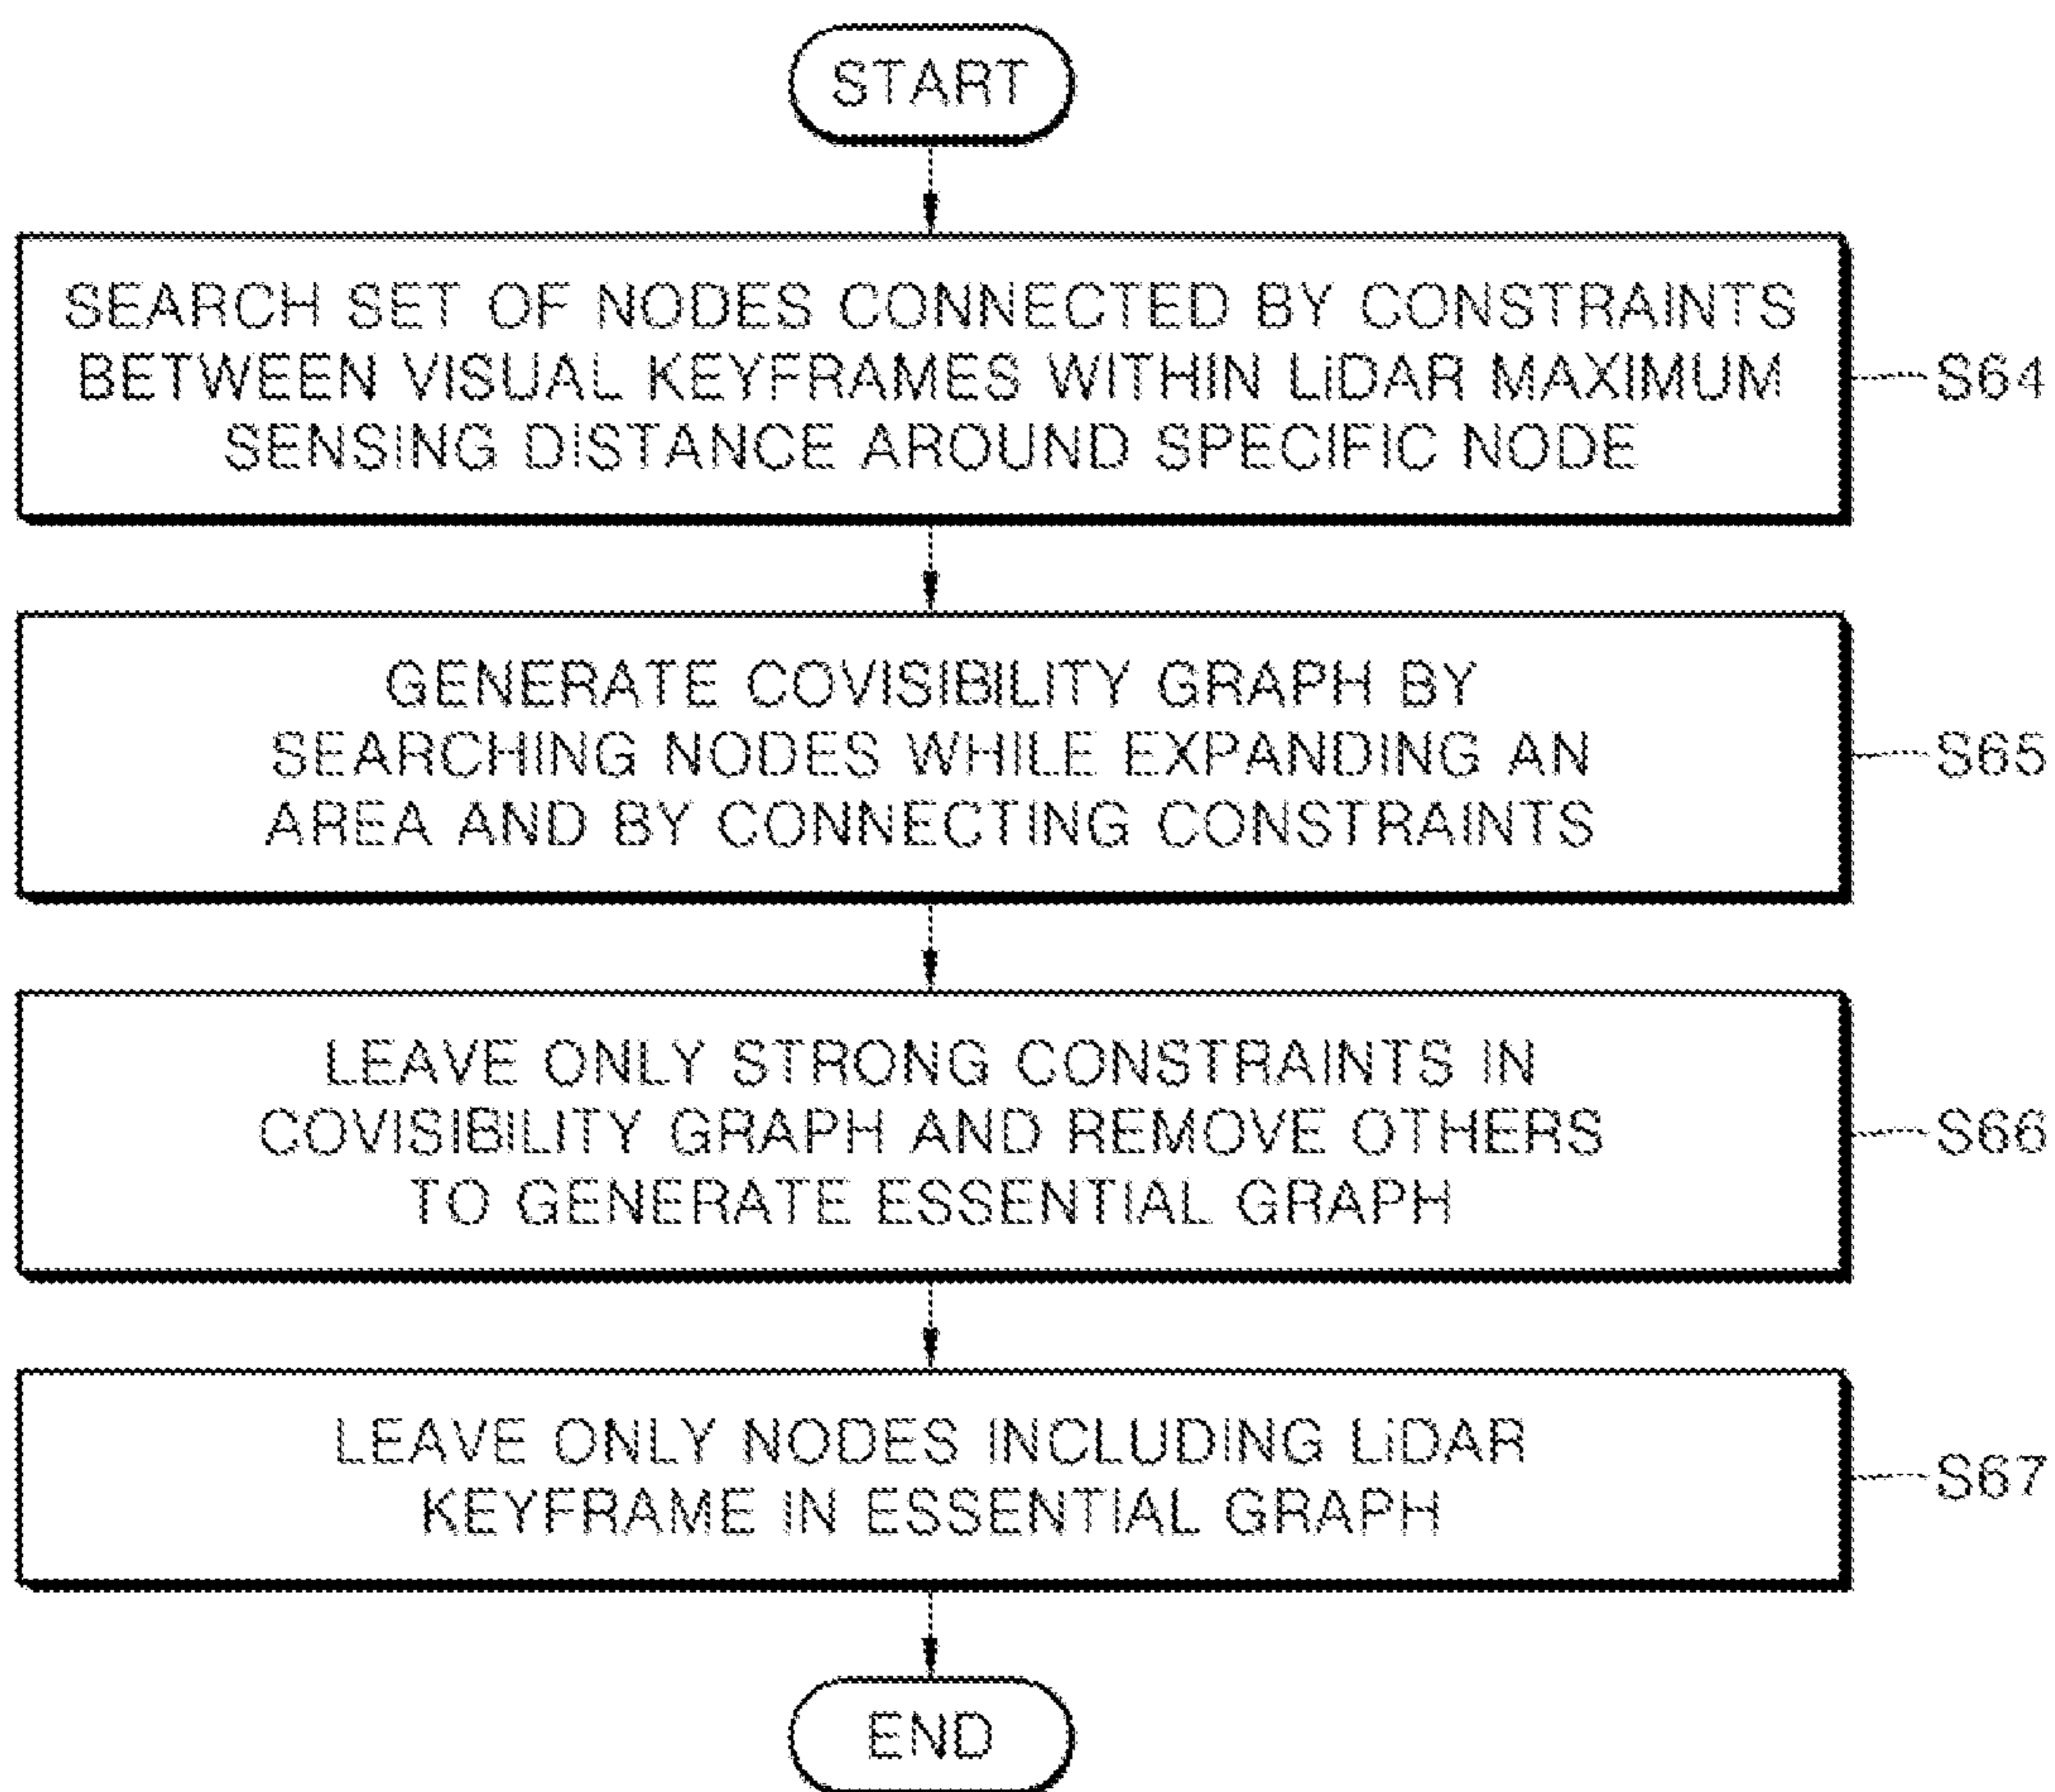 START
SEARCH SET OF NODES CONNECTED BY CONSTRAINTS
BETWEEN VISUAL KEYFRAMES WITHIN LiDAR MAXIMUM
SENSING DISTANCE AROUND SPECIFIC NODE
S64
GENERATE COVISIBILITY GRAPH BY
SEARCHING NODES WHILE EXPANDING AN
AREA AND BY CONNECTING CONSTRAINTS
S65
LEAVE ONLY STRONG CONSTRAINTS IN
COVISIBILITY GRAPH AND REMOVE OTHERS
TO GENERATE ESSENTIAL GRAPH
S66
LEAVE ONLY NODES INCLUDING LiDAR
KEYFRAME IN ESSENTIAL GRAPH
S67
END